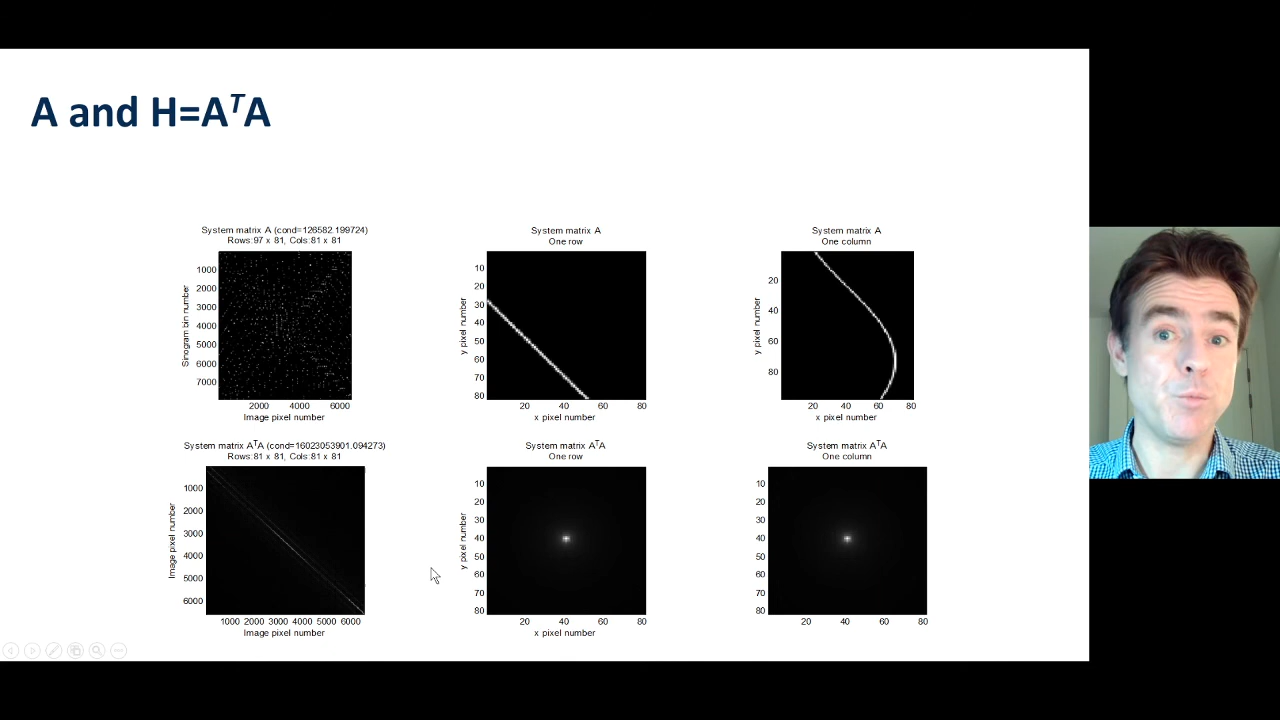 A and H=AᵀA
System matrix A (cond=126582.199724)
Rows:97 x 81, Cols:81 x 81
1000
2000
3000
4000
5000
6000
7000
Sinogram bin number
2000 4000 6000
Image pixel number
System matrix A
One row
10
20
30
40
50
60
70
80
y pixel number
20 40 60 80
x pixel number
System matrix A
One column
20
40
60
80
y pixel number
20 40 60 80
x pixel number
System matrix AᵀA (cond=16023053901.094273)
Rows:81 x 81, Cols:81 x 81
1000
2000
3000
4000
5000
6000
Image pixel number
1000 2000 3000 4000 5000 6000
Image pixel number
System matrix AᵀA
One row
10
20
30
40
50
60
70
80
y pixel number
20 40 60 80
x pixel number
System matrix AᵀA
One column
10
20
30
40
50
60
70
80
20 40 60 80